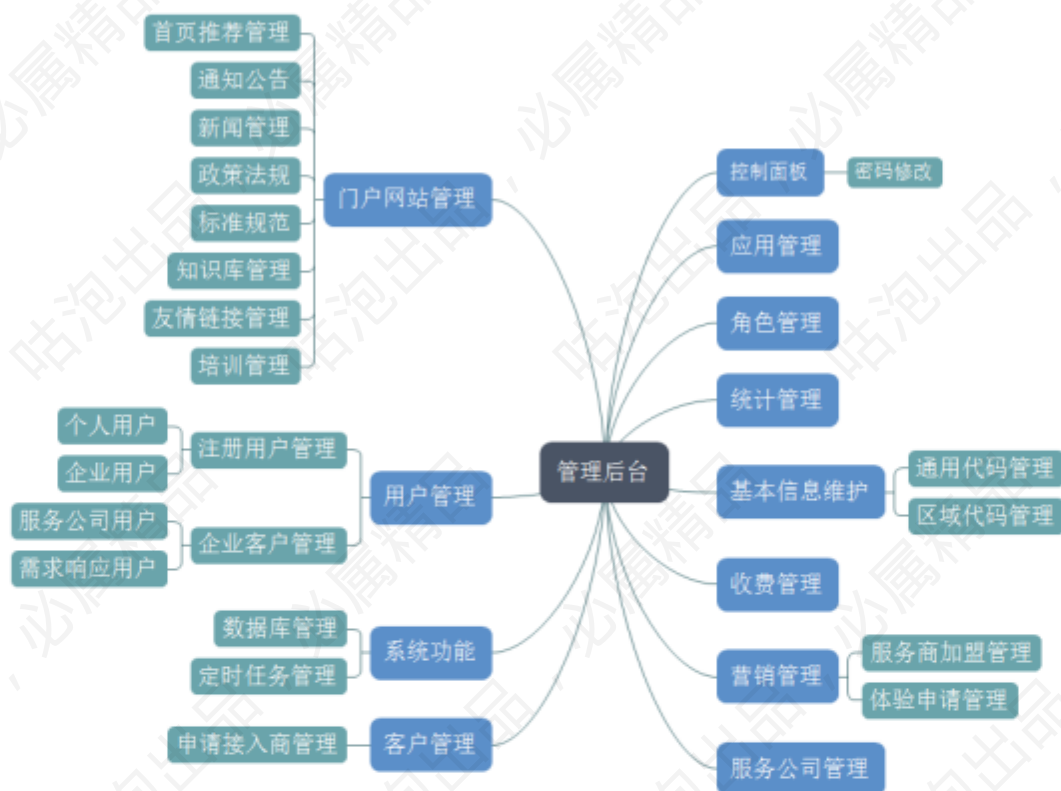 首页推荐管理
通知公告
新闻管理
政策法规
标准规范
知识库管理
友情链接管理
培训管理
门户网站管理
个人用户
企业用户
注册用户管理
服务公司用户
需求响应用户
企业客户管理
用户管理
数据库管理
定时任务管理
系统功能
申请接入商管理
客户管理
管理后台
控制面板
密码修改
应用管理
角色管理
统计管理
基本信息维护
通用代码管理
区域代码管理
收费管理
营销管理
服务商加盟管理
体验申请管理
服务公司管理
咕泡出品，必属精品